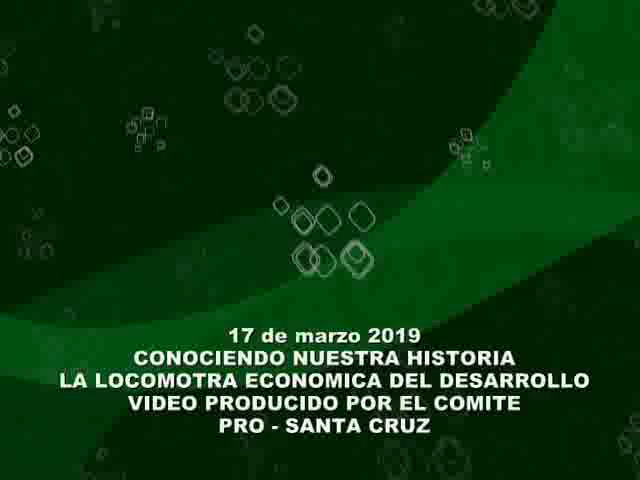 17 de marzo 2019
CONOCIENDO NUESTRA HISTORIA
LA LOCOMOTRA ECONOMICA DEL DESARROLLO
VIDEO PRODUCIDO POR EL COMITE
PRO - SANTA CRUZ